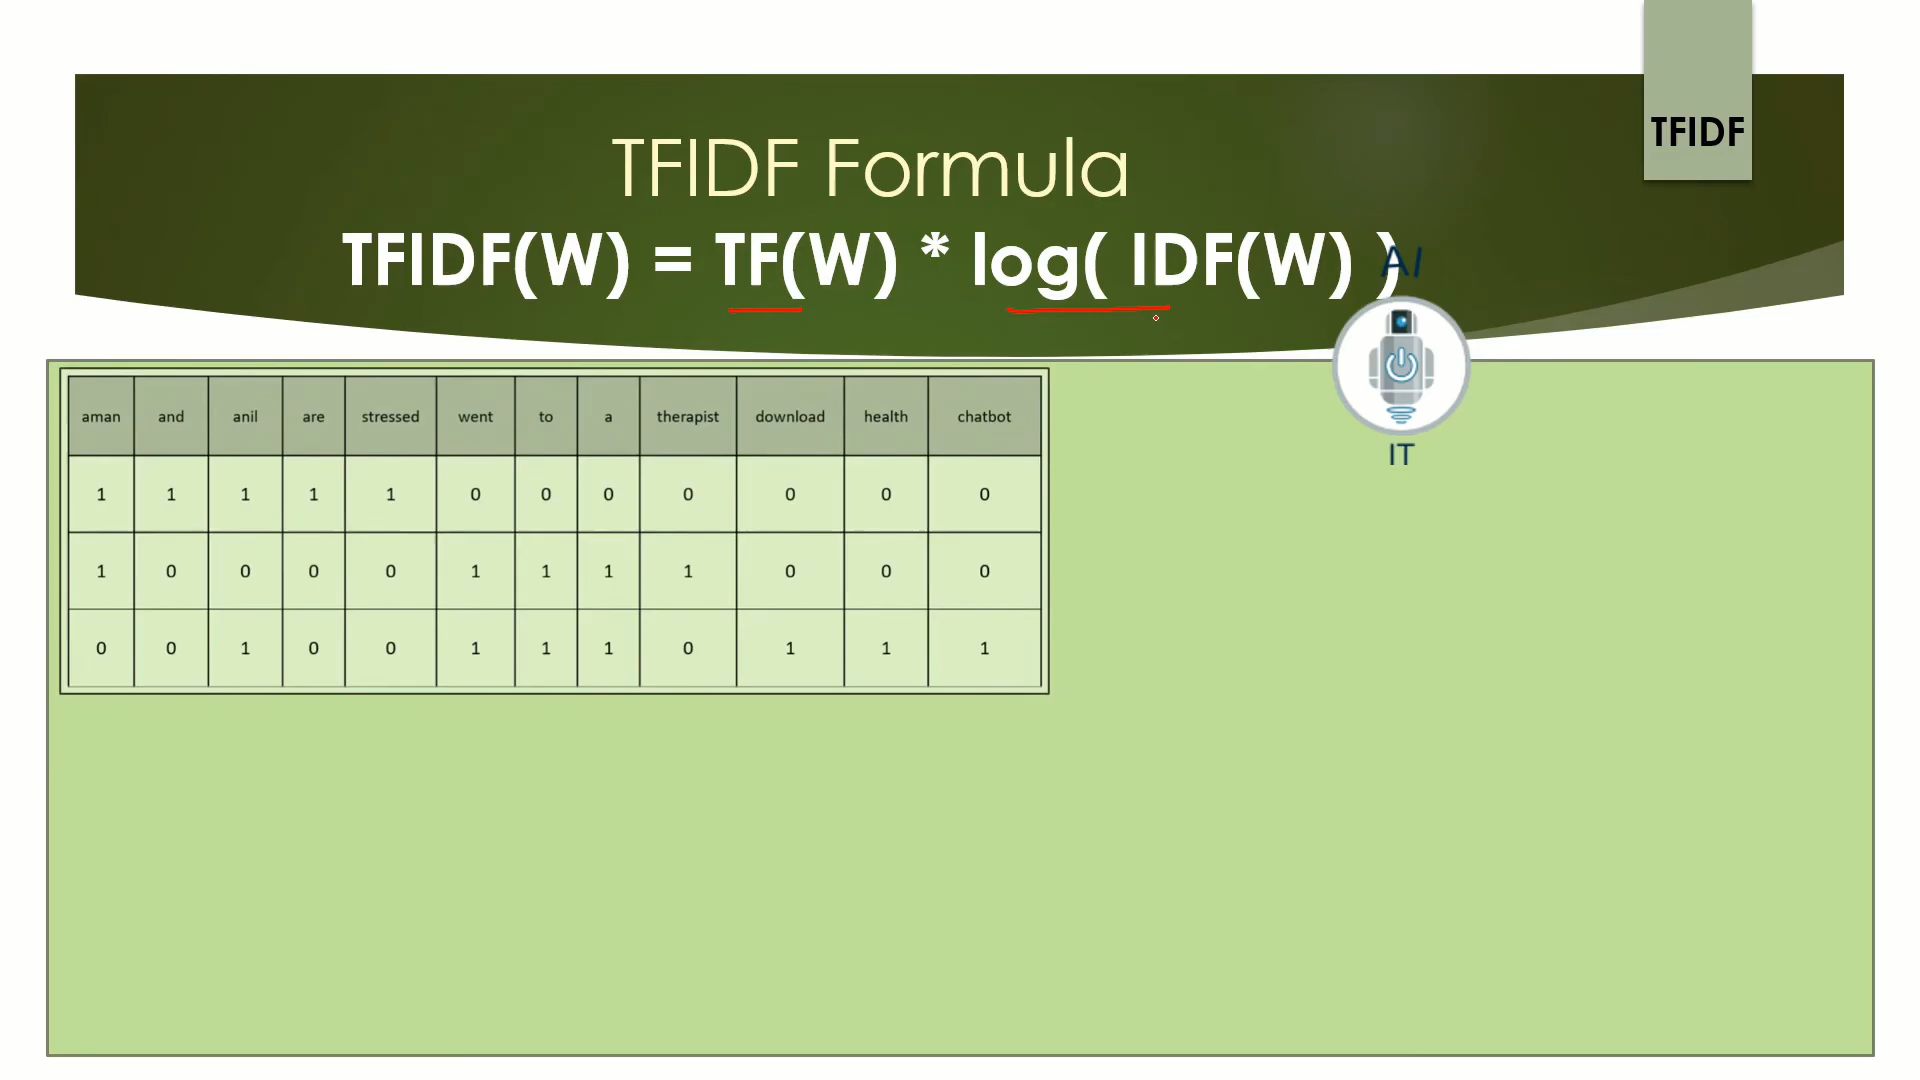 TFIDF
TFIDF Formula
TFIDF(W) = TF(W) * log( IDF(W) )
AI
IT
aman and anil are stressed went to a therapist download health chatbot
1 1 1 1 1 0 0 0 0 0 0 0
1 0 0 0 0 1 1 1 1 0 0 0
0 0 1 0 0 1 1 1 0 1 1 1